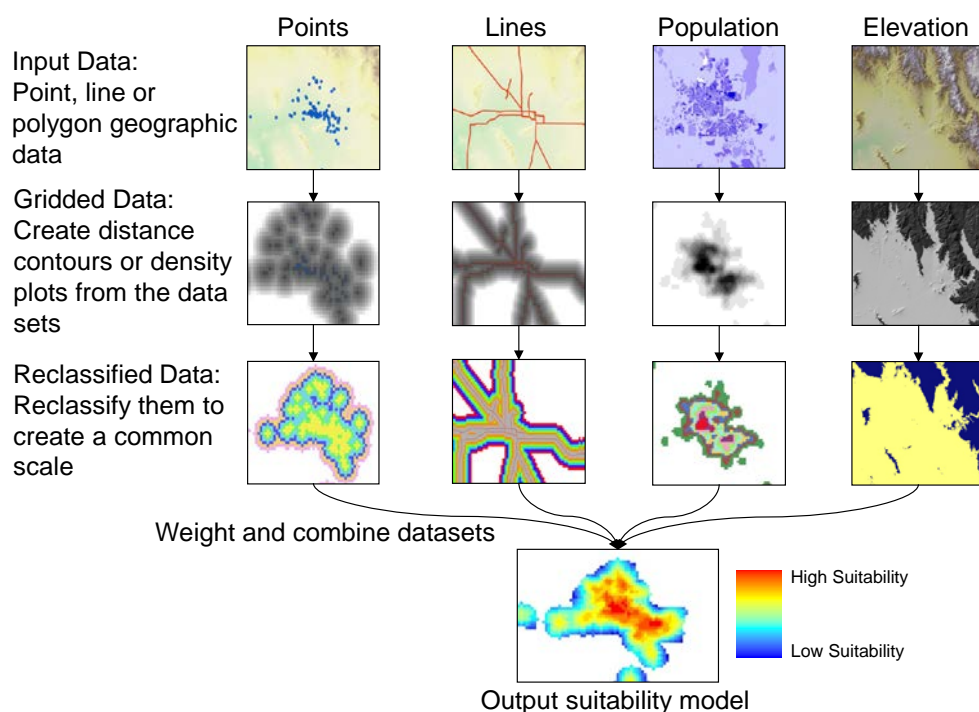 Points
Lines
Population
Elevation
Input Data:
Point, line or
polygon geographic
data
Gridded Data:
Create distance
contours or density
plots from the data
sets
Reclassified Data:
Reclassify them to
create a common
scale
Weight and combine datasets
High Suitability
Low Suitability
Output suitability model